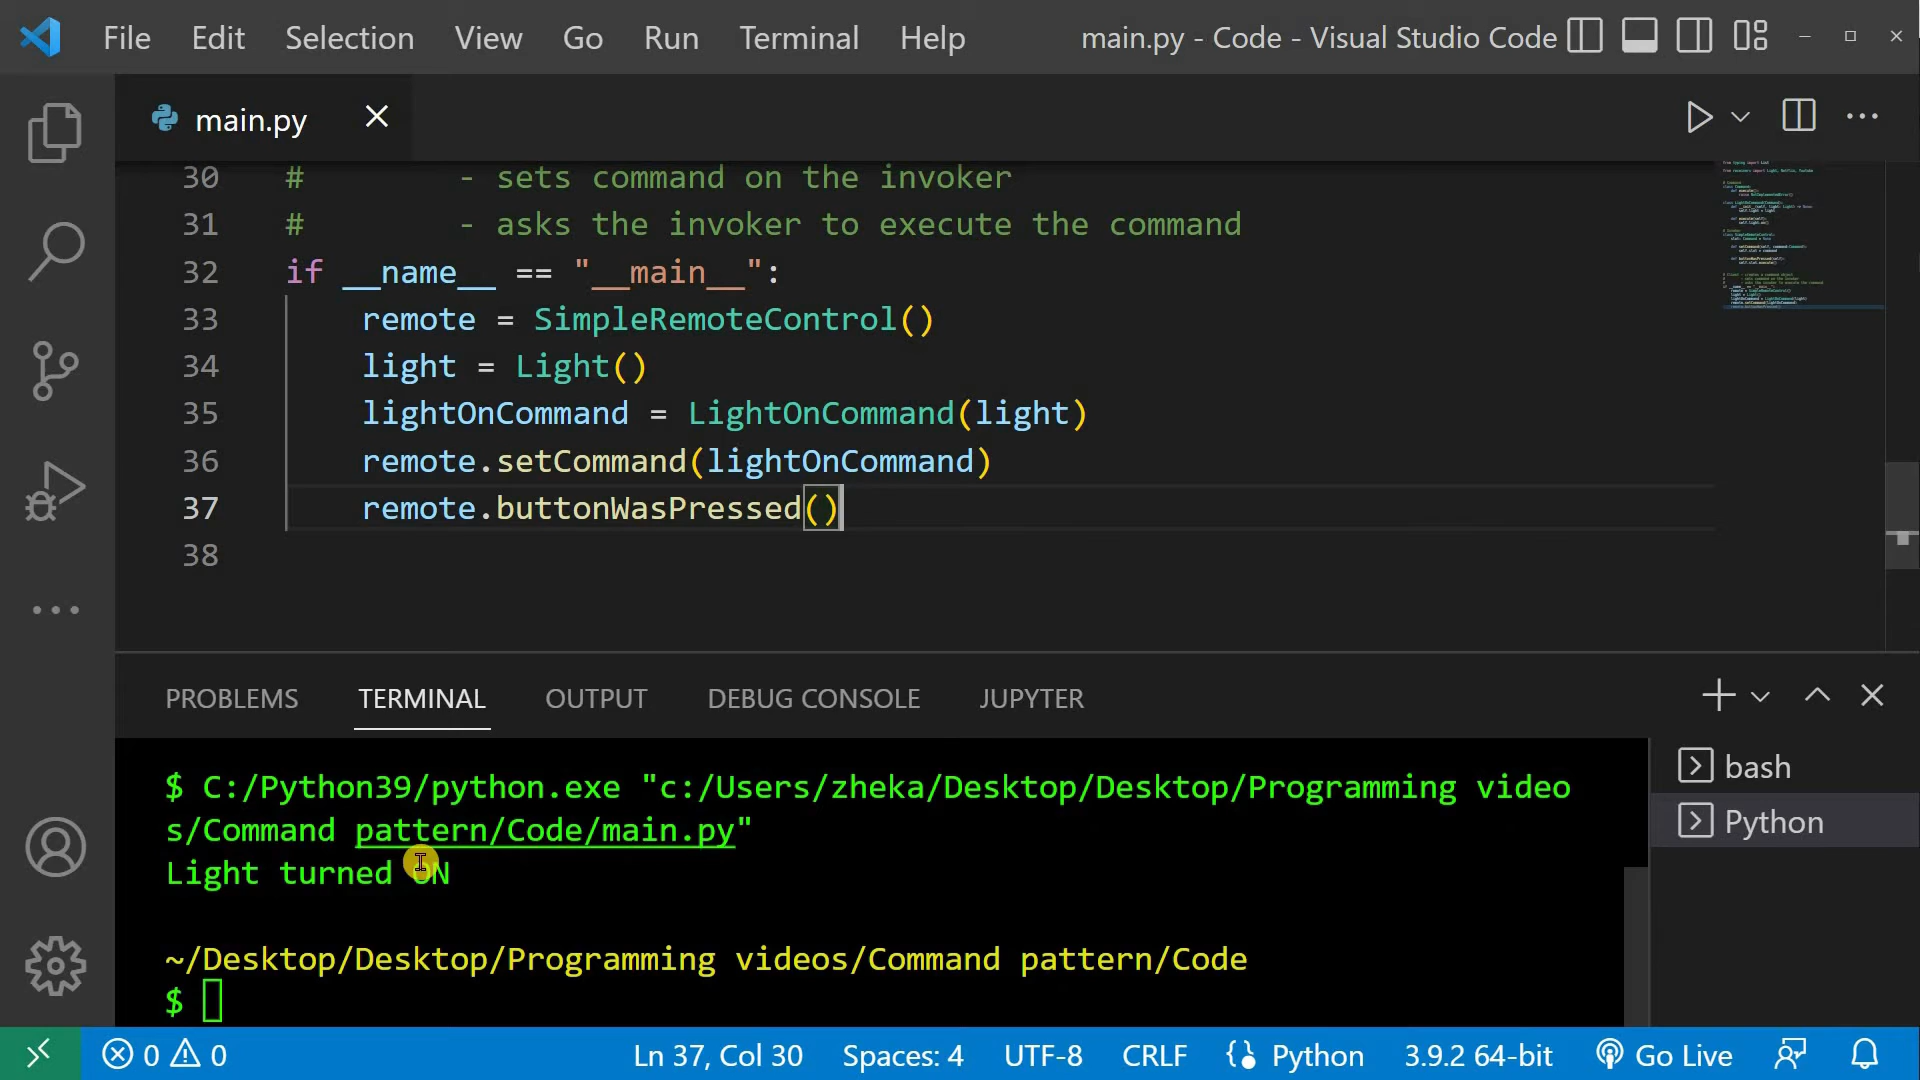 File Edit Selection View Go Run Terminal Help main.py - Code - Visual Studio Code
main.py
30 # - sets command on the invoker
31 # - asks the invoker to execute the command
32 if __name__ == "__main__":
33 remote = SimpleRemoteControl()
34 light = Light()
35 lightOnCommand = LightOnCommand(light)
36 remote.setCommand(lightOnCommand)
37 remote.buttonWasPressed()
38
PROBLEMS TERMINAL OUTPUT DEBUG CONSOLE JUPYTER
$ C:/Python39/python.exe "c:/Users/zheka/Desktop/Desktop/Programming video
s/Command pattern/Code/main.py"
Light turned ON
~/Desktop/Desktop/Programming videos/Command pattern/Code
$
bash
Python
0 0 Ln 37, Col 30 Spaces: 4 UTF-8 CRLF Python 3.9.2 64-bit Go Live